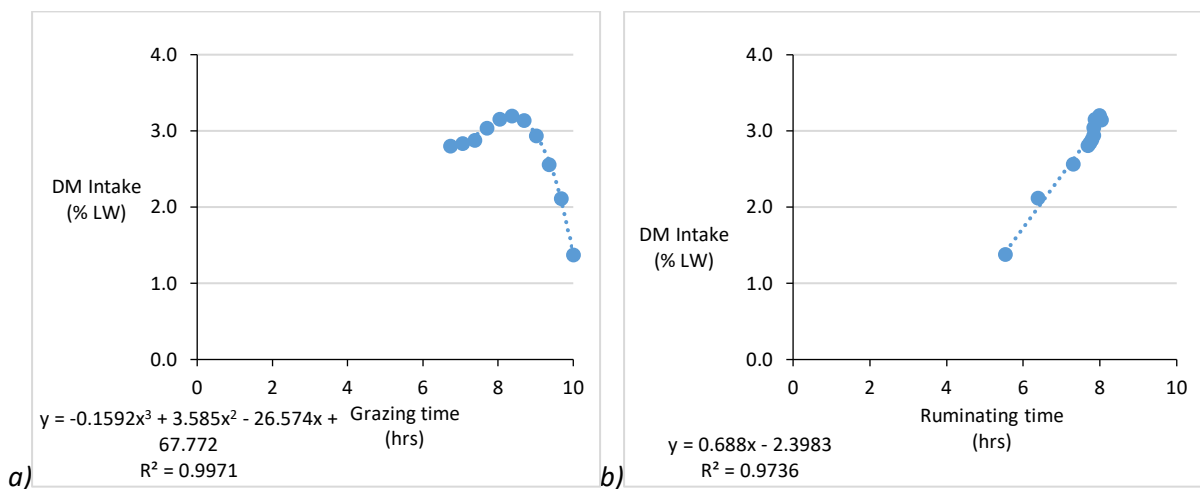 4.0
3.0
DM Intake
(% LW)
2.0
1.0
0.0
0 2 4 6 8 10
Grazing time
(hrs)
y = -0.1592x³ + 3.585x² - 26.574x +
67.772
R² = 0.9971
a)
4.0
3.0
DM Intake
(% LW)
2.0
1.0
0.0
0 2 4 6 8 10
Ruminating time
(hrs)
y = 0.688x - 2.3983
R² = 0.9736
b)